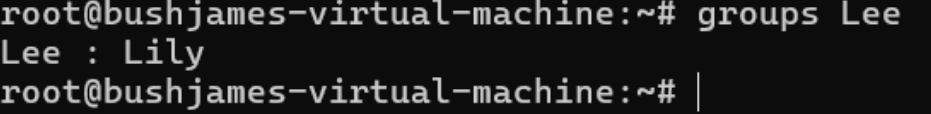 root@bushjames-virtual-machine:~# groups Lee
Lee : Lily
root@bushjames-virtual-machine:~#